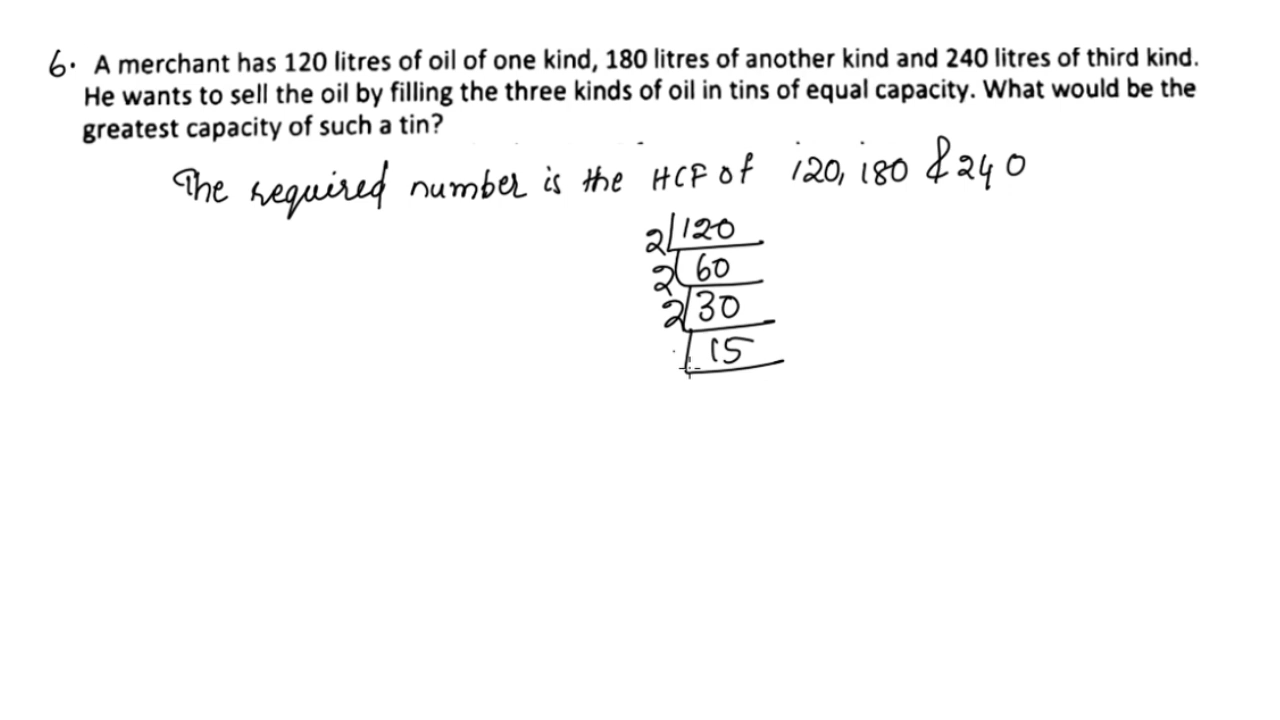 6. A merchant has 120 litres of oil of one kind, 180 litres of another kind and 240 litres of third kind.
He wants to sell the oil by filling the three kinds of oil in tins of equal capacity. What would be the
greatest capacity of such a tin?
The required number is the HCF of 120, 180 & 240
2 120
2 60
2 30
15